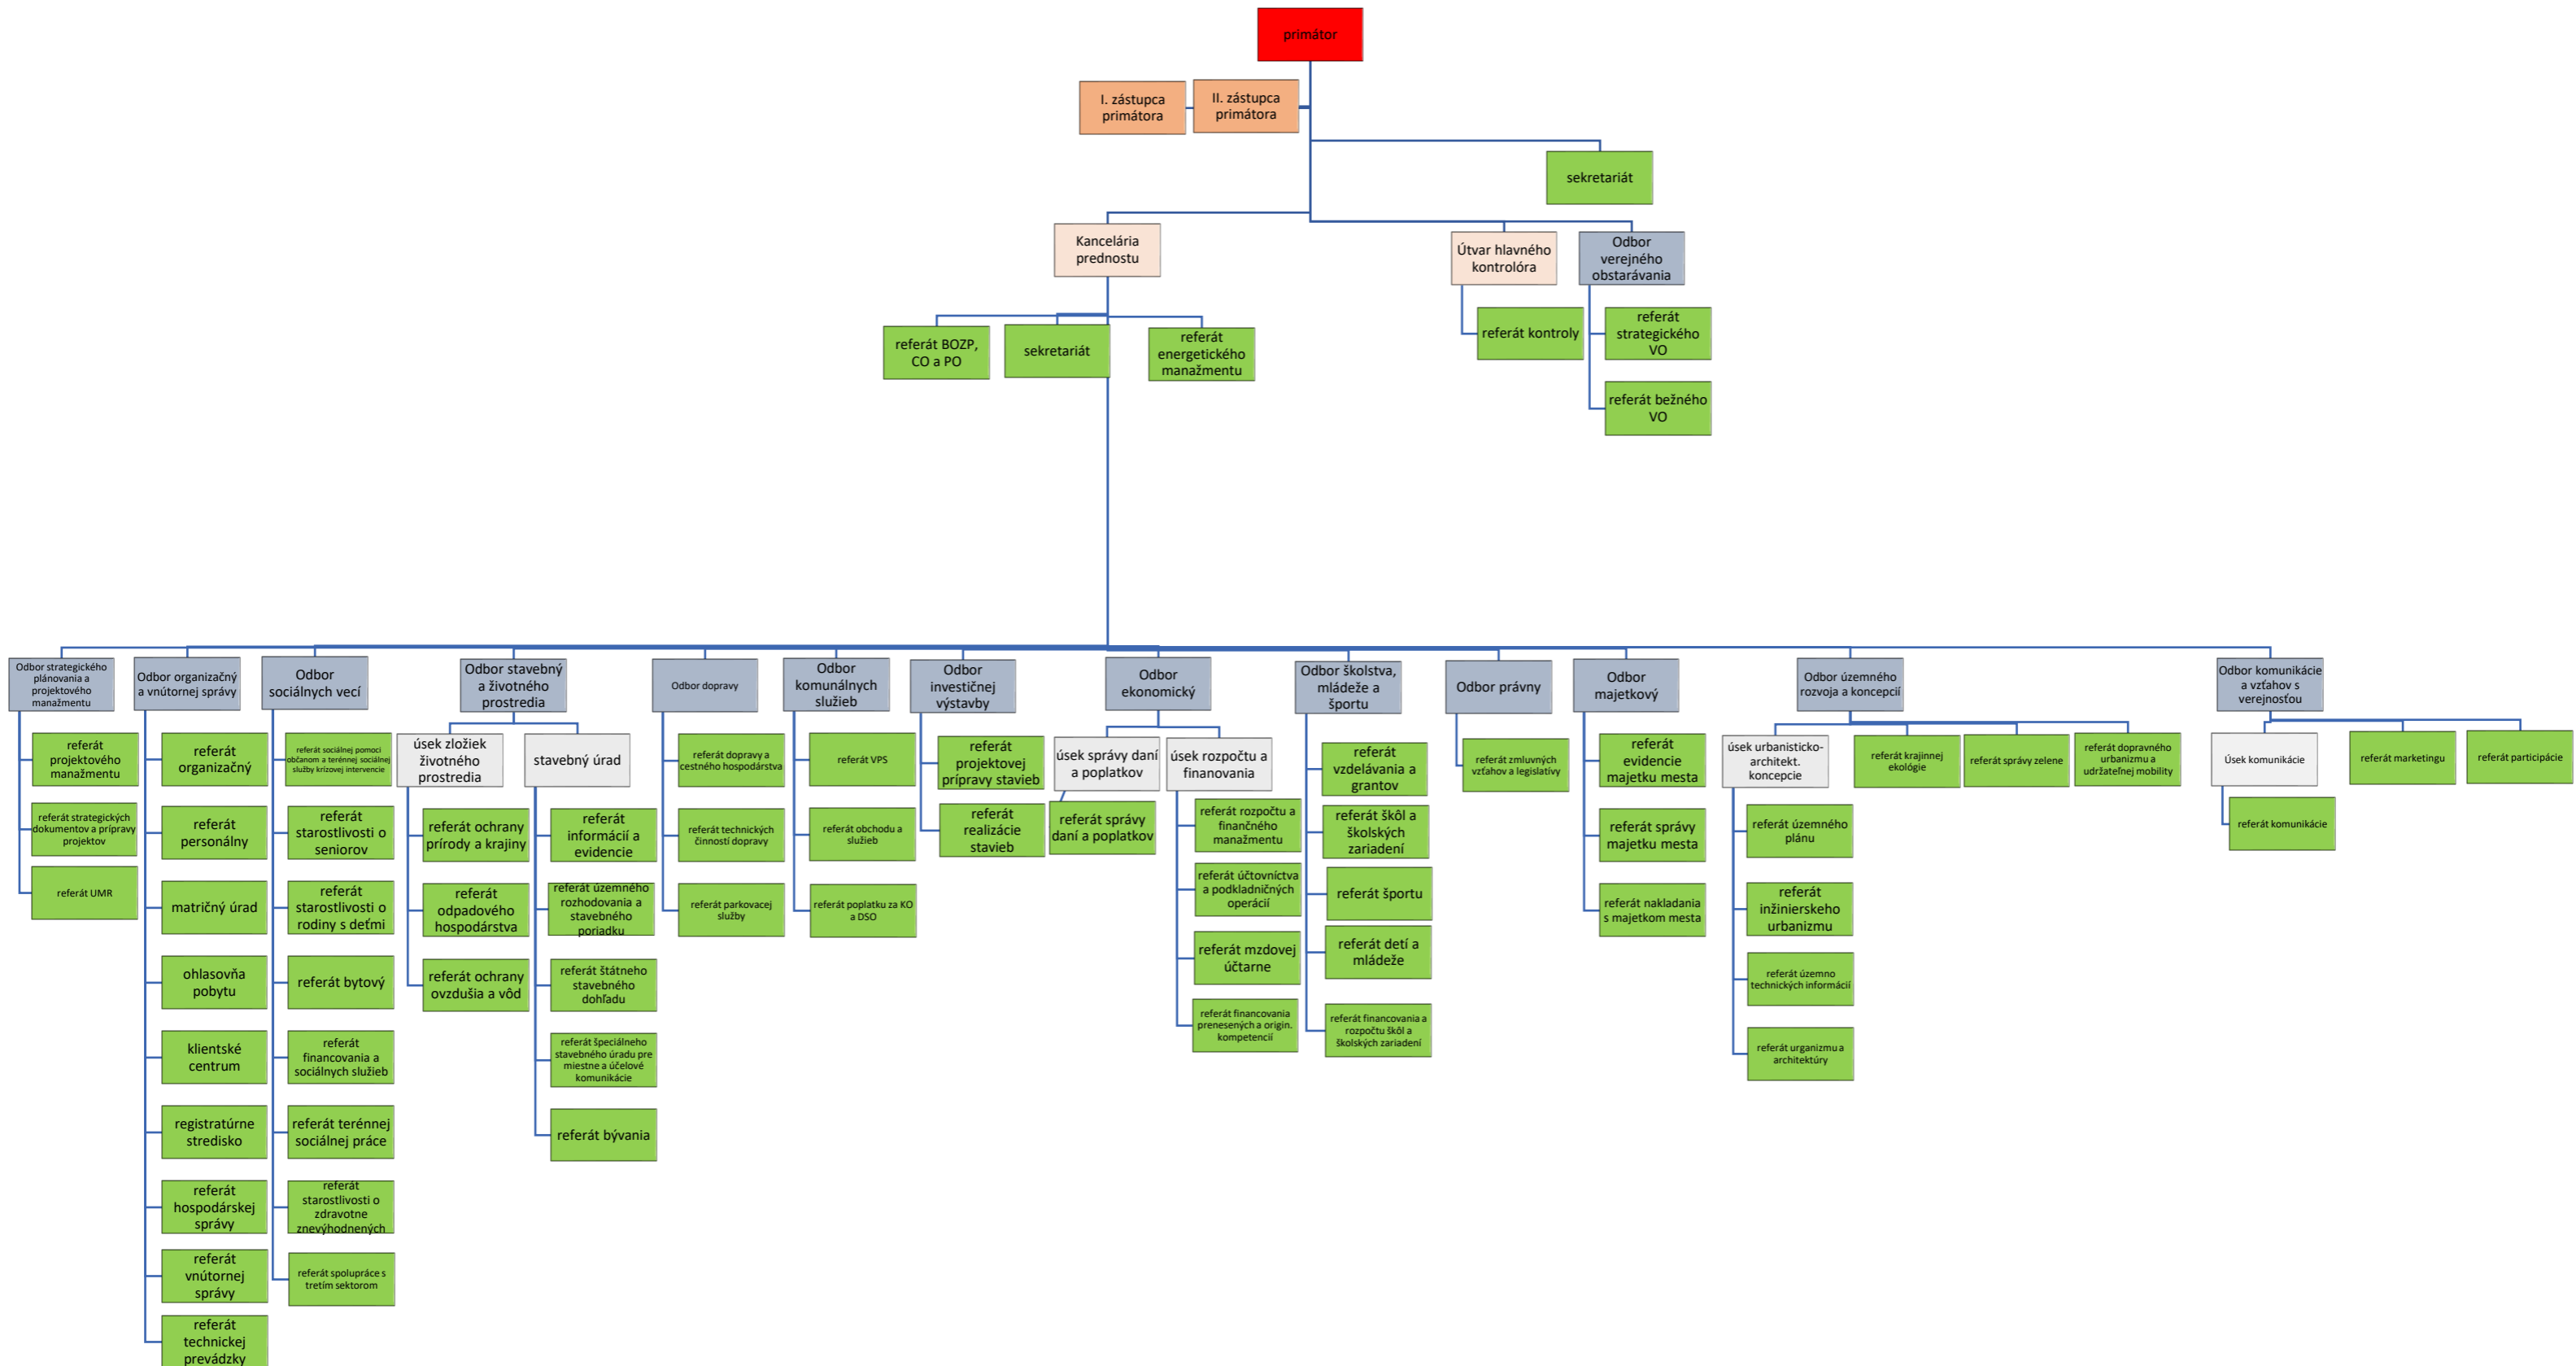 primátor
I. zástupca
primátora
II. zástupca
primátora
sekretariát
Kancelária
prednostu
Útvar hlavného
kontrolóra
Odbor
verejného
obstarávania
referát BOZP,
CO a PO
sekretariát
referát
energetického
manažmentu
referát kontroly
referát
strategického
VO
referát bežného
VO
Odbor strategického
plánovania a
projektového
manažmentu
referát
projektového
manažmentu
referát strategických
dokumentov a prípravy
projektov
referát UMR
Odbor organizačný
a vnútornej správy
referát
organizačný
referát
personálny
matričný úrad
ohlasovňa
pobytu
klientské
centrum
registratúrne
stredisko
referát
hospodárskej
správy
referát
vnútornej
správy
referát
technickej
prevádzky
Odbor
sociálnych vecí
referát sociálnej pomoci
občanom a terénnej sociálnej
služby krízovej intervencie
referát
starostlivosti o
seniorov
referát
starostlivosti o
rodiny s deťmi
referát bytový
referát
financovania a
sociálnych služieb
referát terénnej
sociálnej práce
referát
starostlivosti o
zdravotne
znevýhodnených
referát spolupráce s
tretím sektorom
Odbor stavebný
a životného
prostredia
úsek zložiek
životného
prostredia
referát ochrany
prírody a krajiny
referát
odpadového
hospodárstva
referát ochrany
ovzdušia a vôd
stavebný úrad
referát
informácií a
evidencie
referát územného
rozhodovania a
stavebného
poriadku
referát štátneho
stavebného
dohľadu
referát špeciálneho
stavebného úradu pre
miestne a účelové
komunikácie
referát bývania
Odbor dopravy
referát dopravy a
cestného hospodárstva
referát technických
činností dopravy
referát parkovacej
služby
Odbor
komunálnych
služieb
referát VPS
referát obchodu a
služieb
referát poplatku za KO
a DSO
Odbor
investičnej
výstavby
referát
projektovej
prípravy stavieb
referát
realizácie
stavieb
Odbor
ekonomický
úsek správy daní
a poplatkov
referát správy
daní a poplatkov
úsek rozpočtu a
financovania
referát rozpočtu a
finančného
manažmentu
referát účtovníctva
a podkladničných
operácií
referát mzdovej
účtarne
referát financovania
prenesených a origin.
kompetencií
Odbor školstva,
mládeže a
športu
referát
vzdelávania a
grantov
referát škôl a
školských
zariadení
referát športu
referát detí a
mládeže
referát financovania a
rozpočtu škôl a
školských zariadení
Odbor právny
referát zmluvných
vzťahov a legislatívy
Odbor
majetkový
referát
evidencie
majetku mesta
referát správy
majetku mesta
referát nakladania
s majetkom mesta
Odbor územného
rozvoja a koncepcií
úsek urbanisticko-
architekt.
koncepcie
referát územného
plánu
referát
inžinierskeho
urbanizmu
referát územno
technických informácií
referát urganizmu a
architektúry
referát krajinnej
ekológie
referát správy zelene
referát dopravného
urbanizmu a
udržateľnej mobility
Odbor komunikácie
a vzťahov s
verejnosťou
Úsek komunikácie
referát komunikácie
referát marketingu
referát participácie